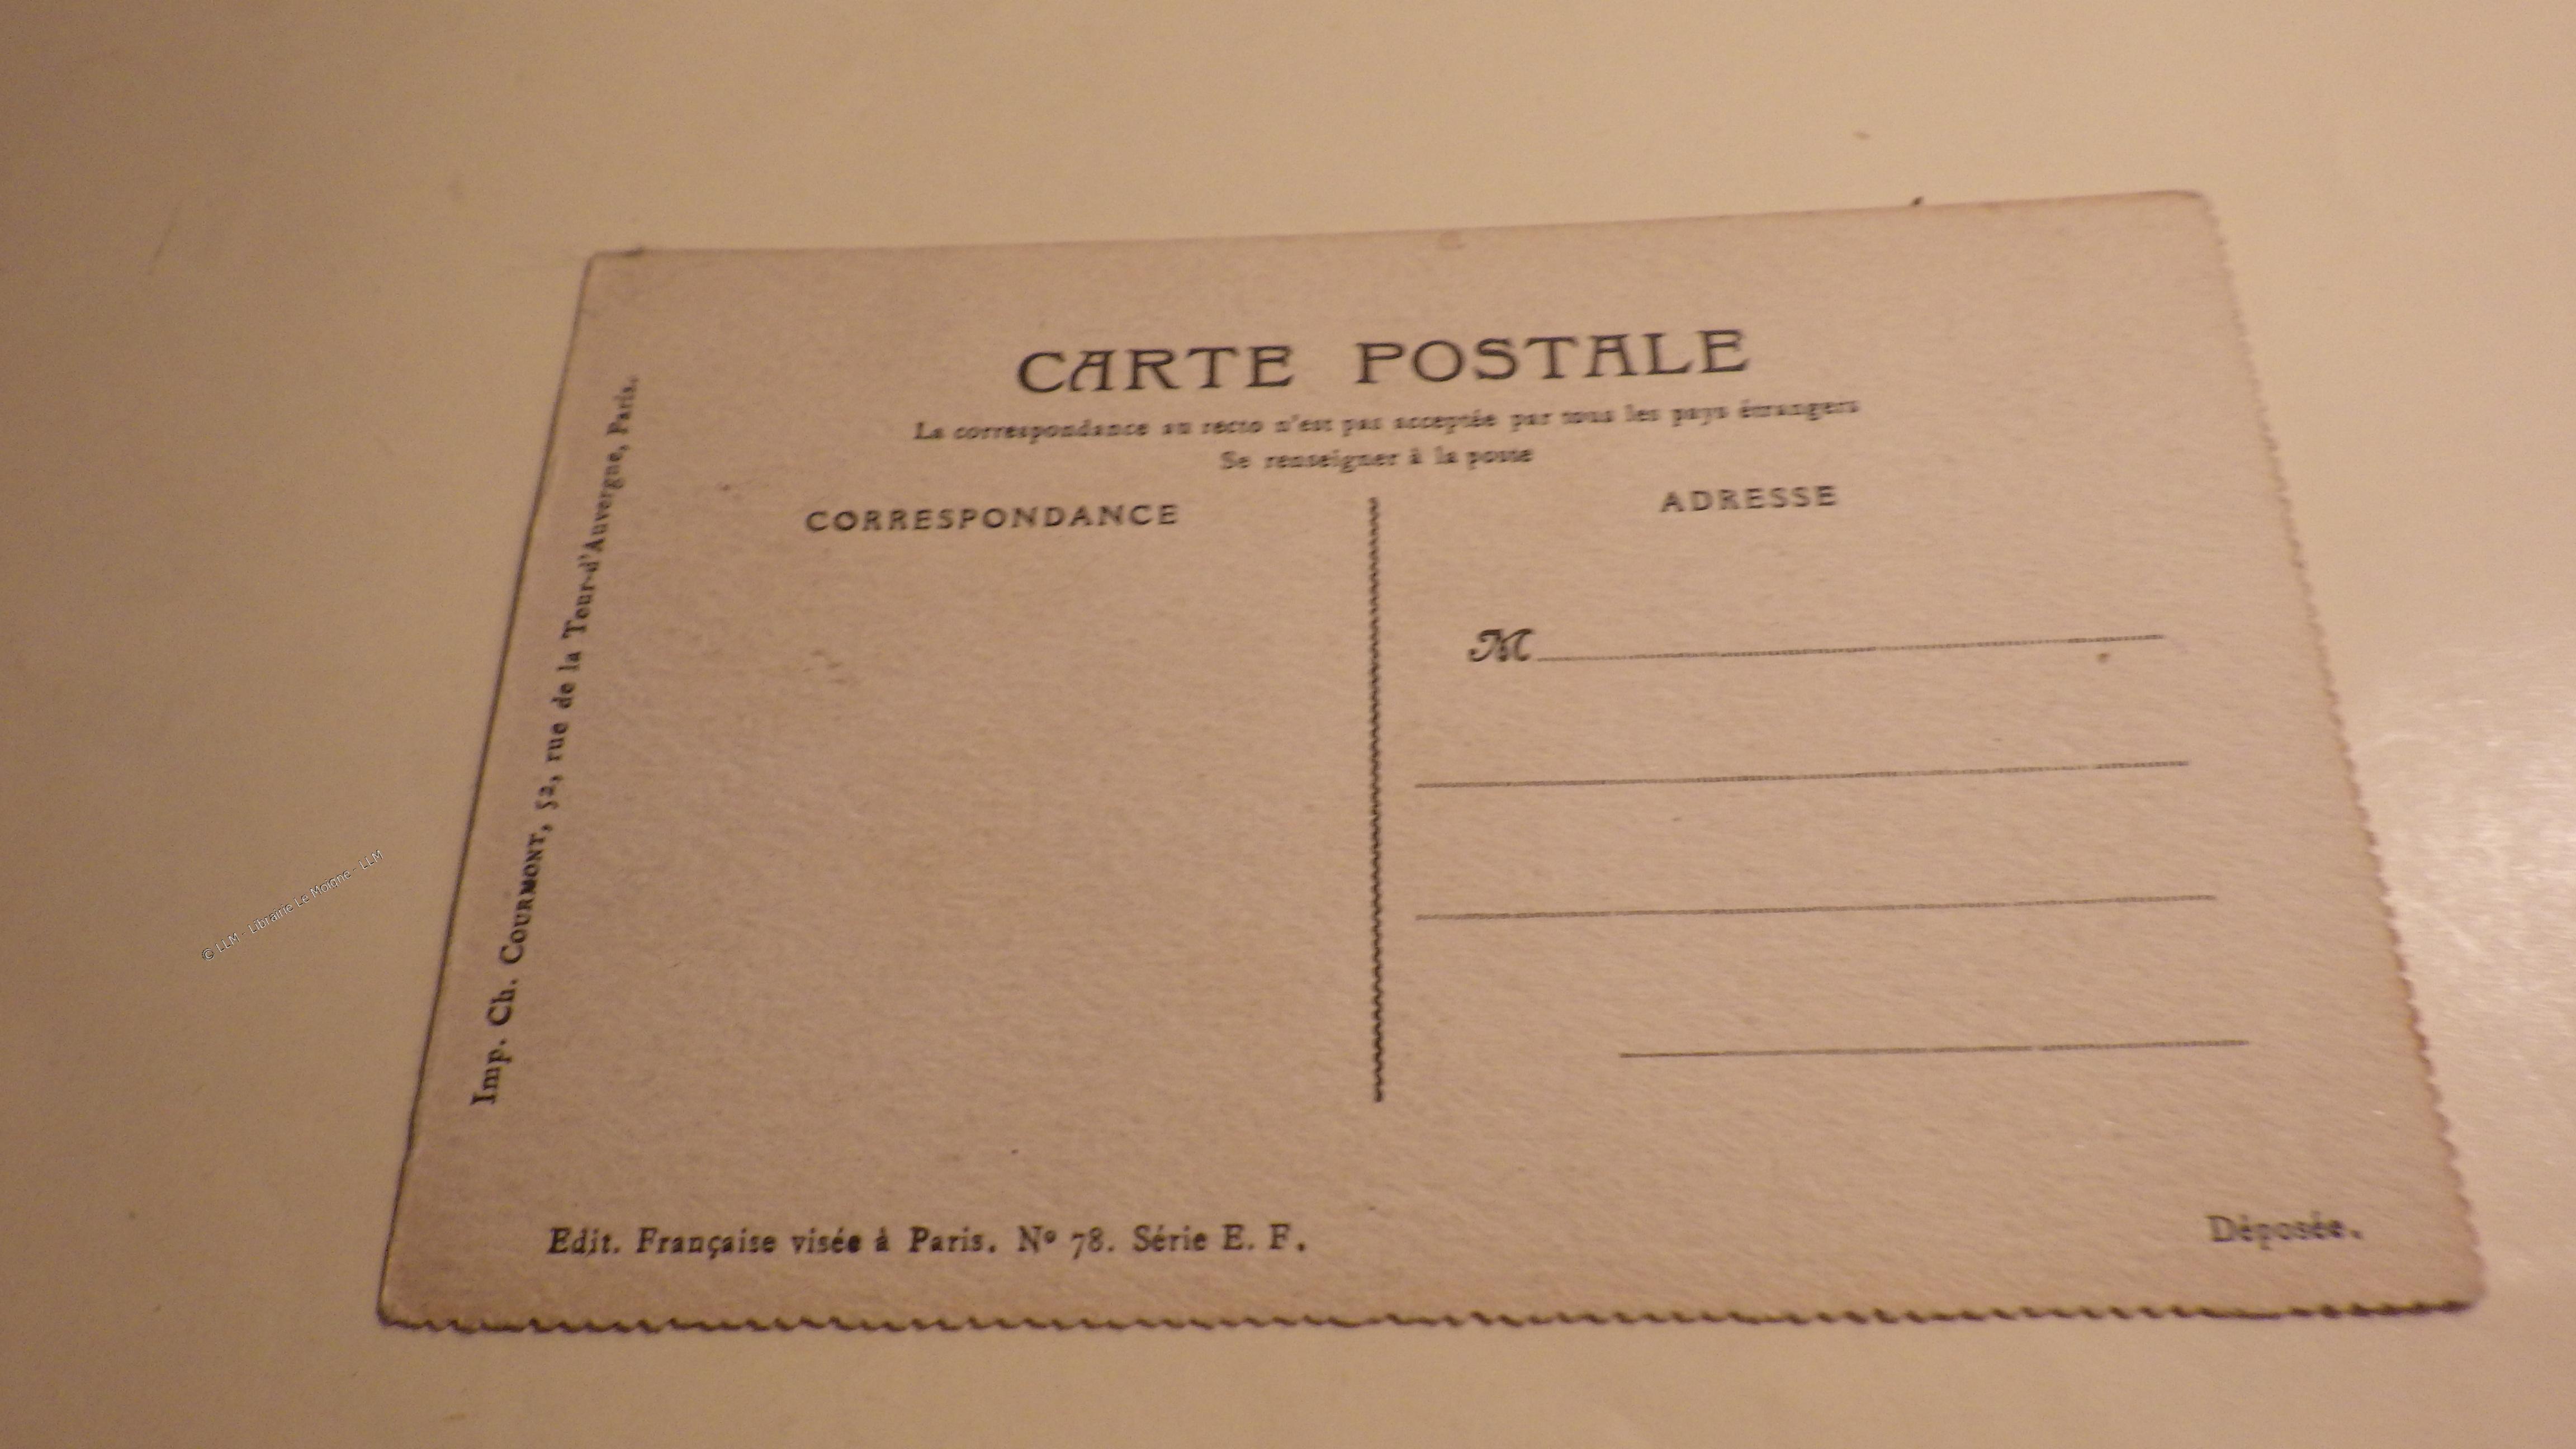 CARTE POSTALE
La correspondance au recto n'est pas acceptée par tous les pays étrangers
Se renseigner à la poste
CORRESPONDANCE
ADRESSE
M
Imp. Ch. COURMONT, 52, rue de la Tour-d'Auvergne, Paris.
Edit. Française visée à Paris. Nº 78. Série E. F.
Déposée.
© LLM - Librairie Le Moigne - LLM